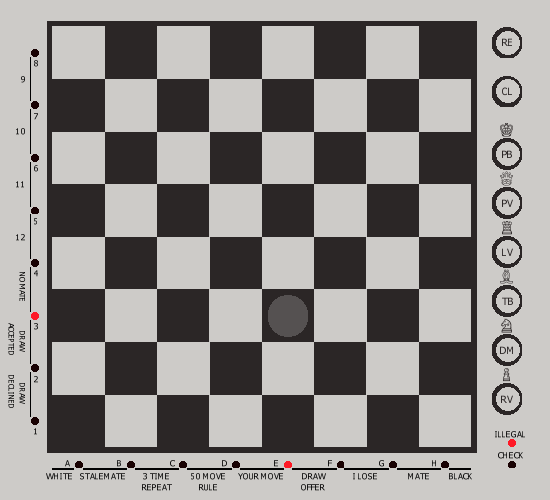 RE
8
9
CL
7
10
PB
6
11
PV
5
12
LV
4
NO MATE
TB
3
DRAW
ACCEPTED
DM
2
DRAW
DECLINED
RV
1
ILLEGAL
CHECK
A B C D E F G H
WHITE STALEMATE 3 TIME REPEAT 50 MOVE RULE YOUR MOVE DRAW OFFER I LOSE MATE BLACK